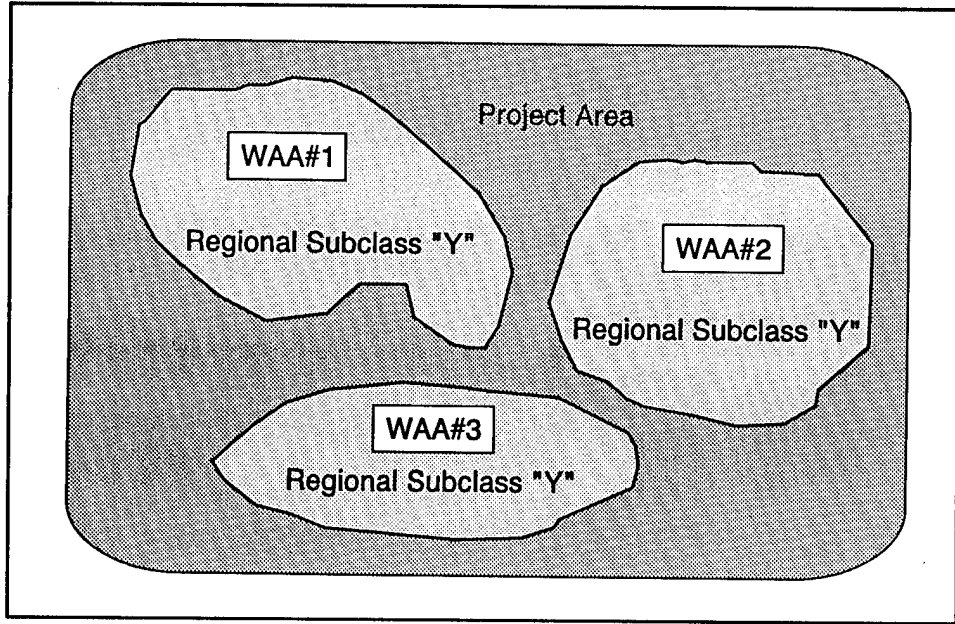 Project Area
WAA#1
Regional Subclass "Y"
WAA#2
Regional Subclass "Y"
WAA#3
Regional Subclass "Y"